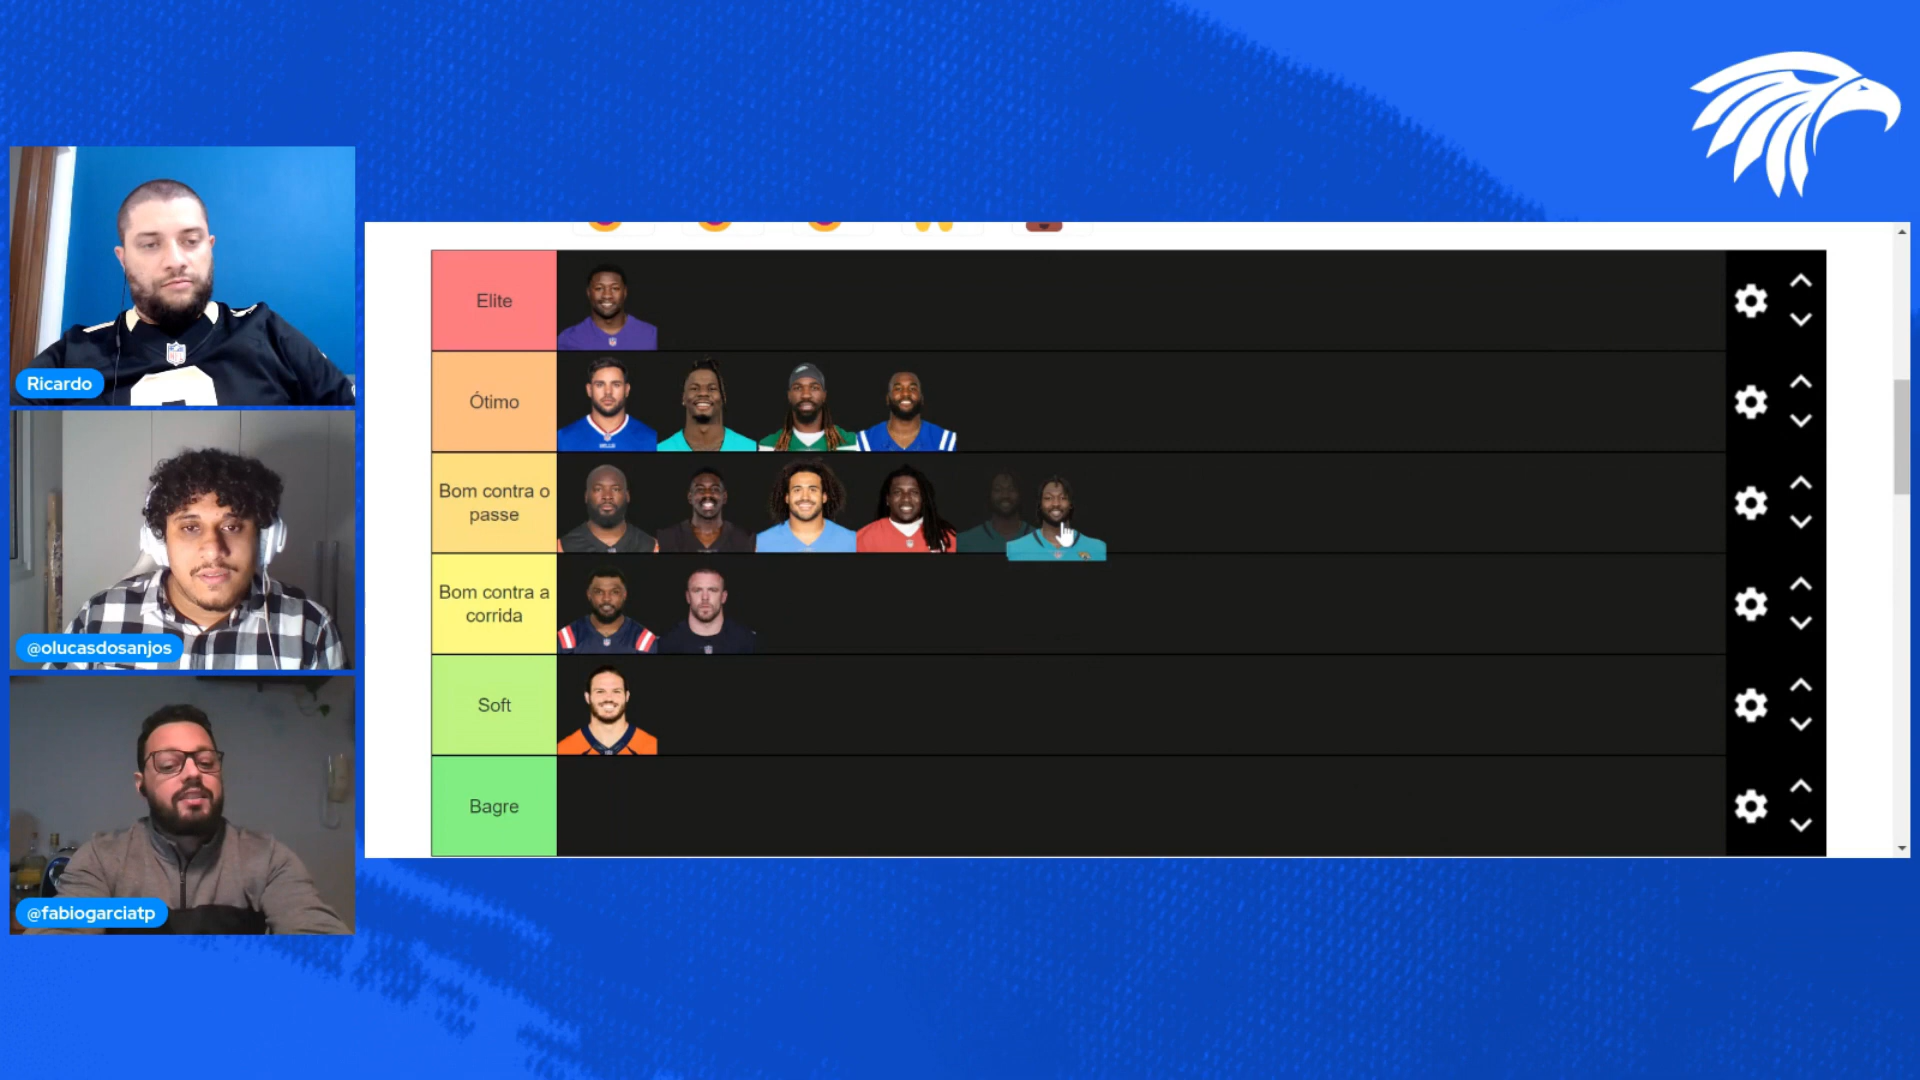 Ricardo
@olucasdosanjos
@fabiogarciatp
Elite
Ótimo
Bom contra o
passe
Bom contra a
corrida
Soft
Bagre